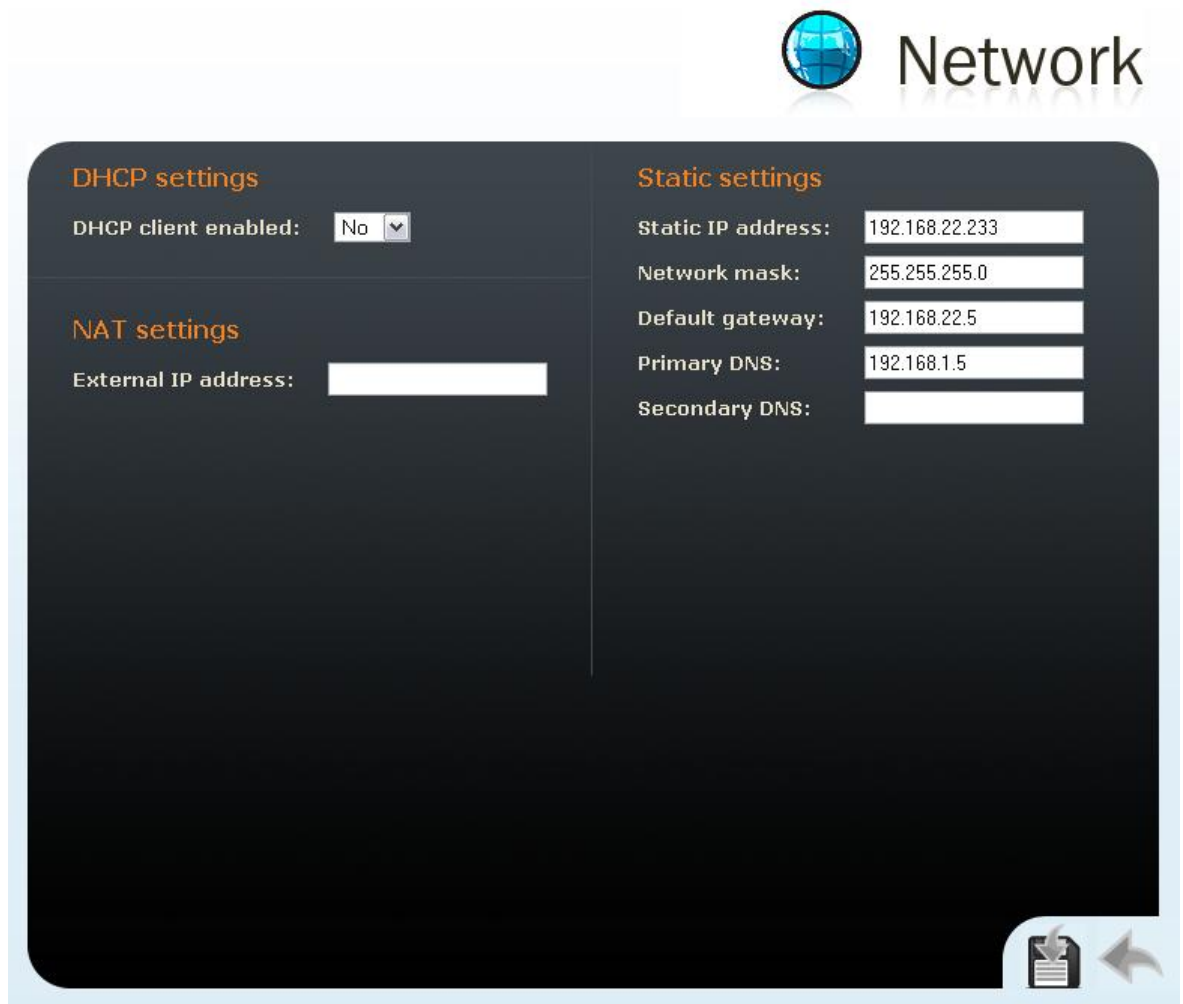 Network
DHCP settings
DHCP client enabled: No
NAT settings
External IP address:
Static settings
Static IP address: 192.168.22.233
Network mask: 255.255.255.0
Default gateway: 192.168.22.5
Primary DNS: 192.168.1.5
Secondary DNS: